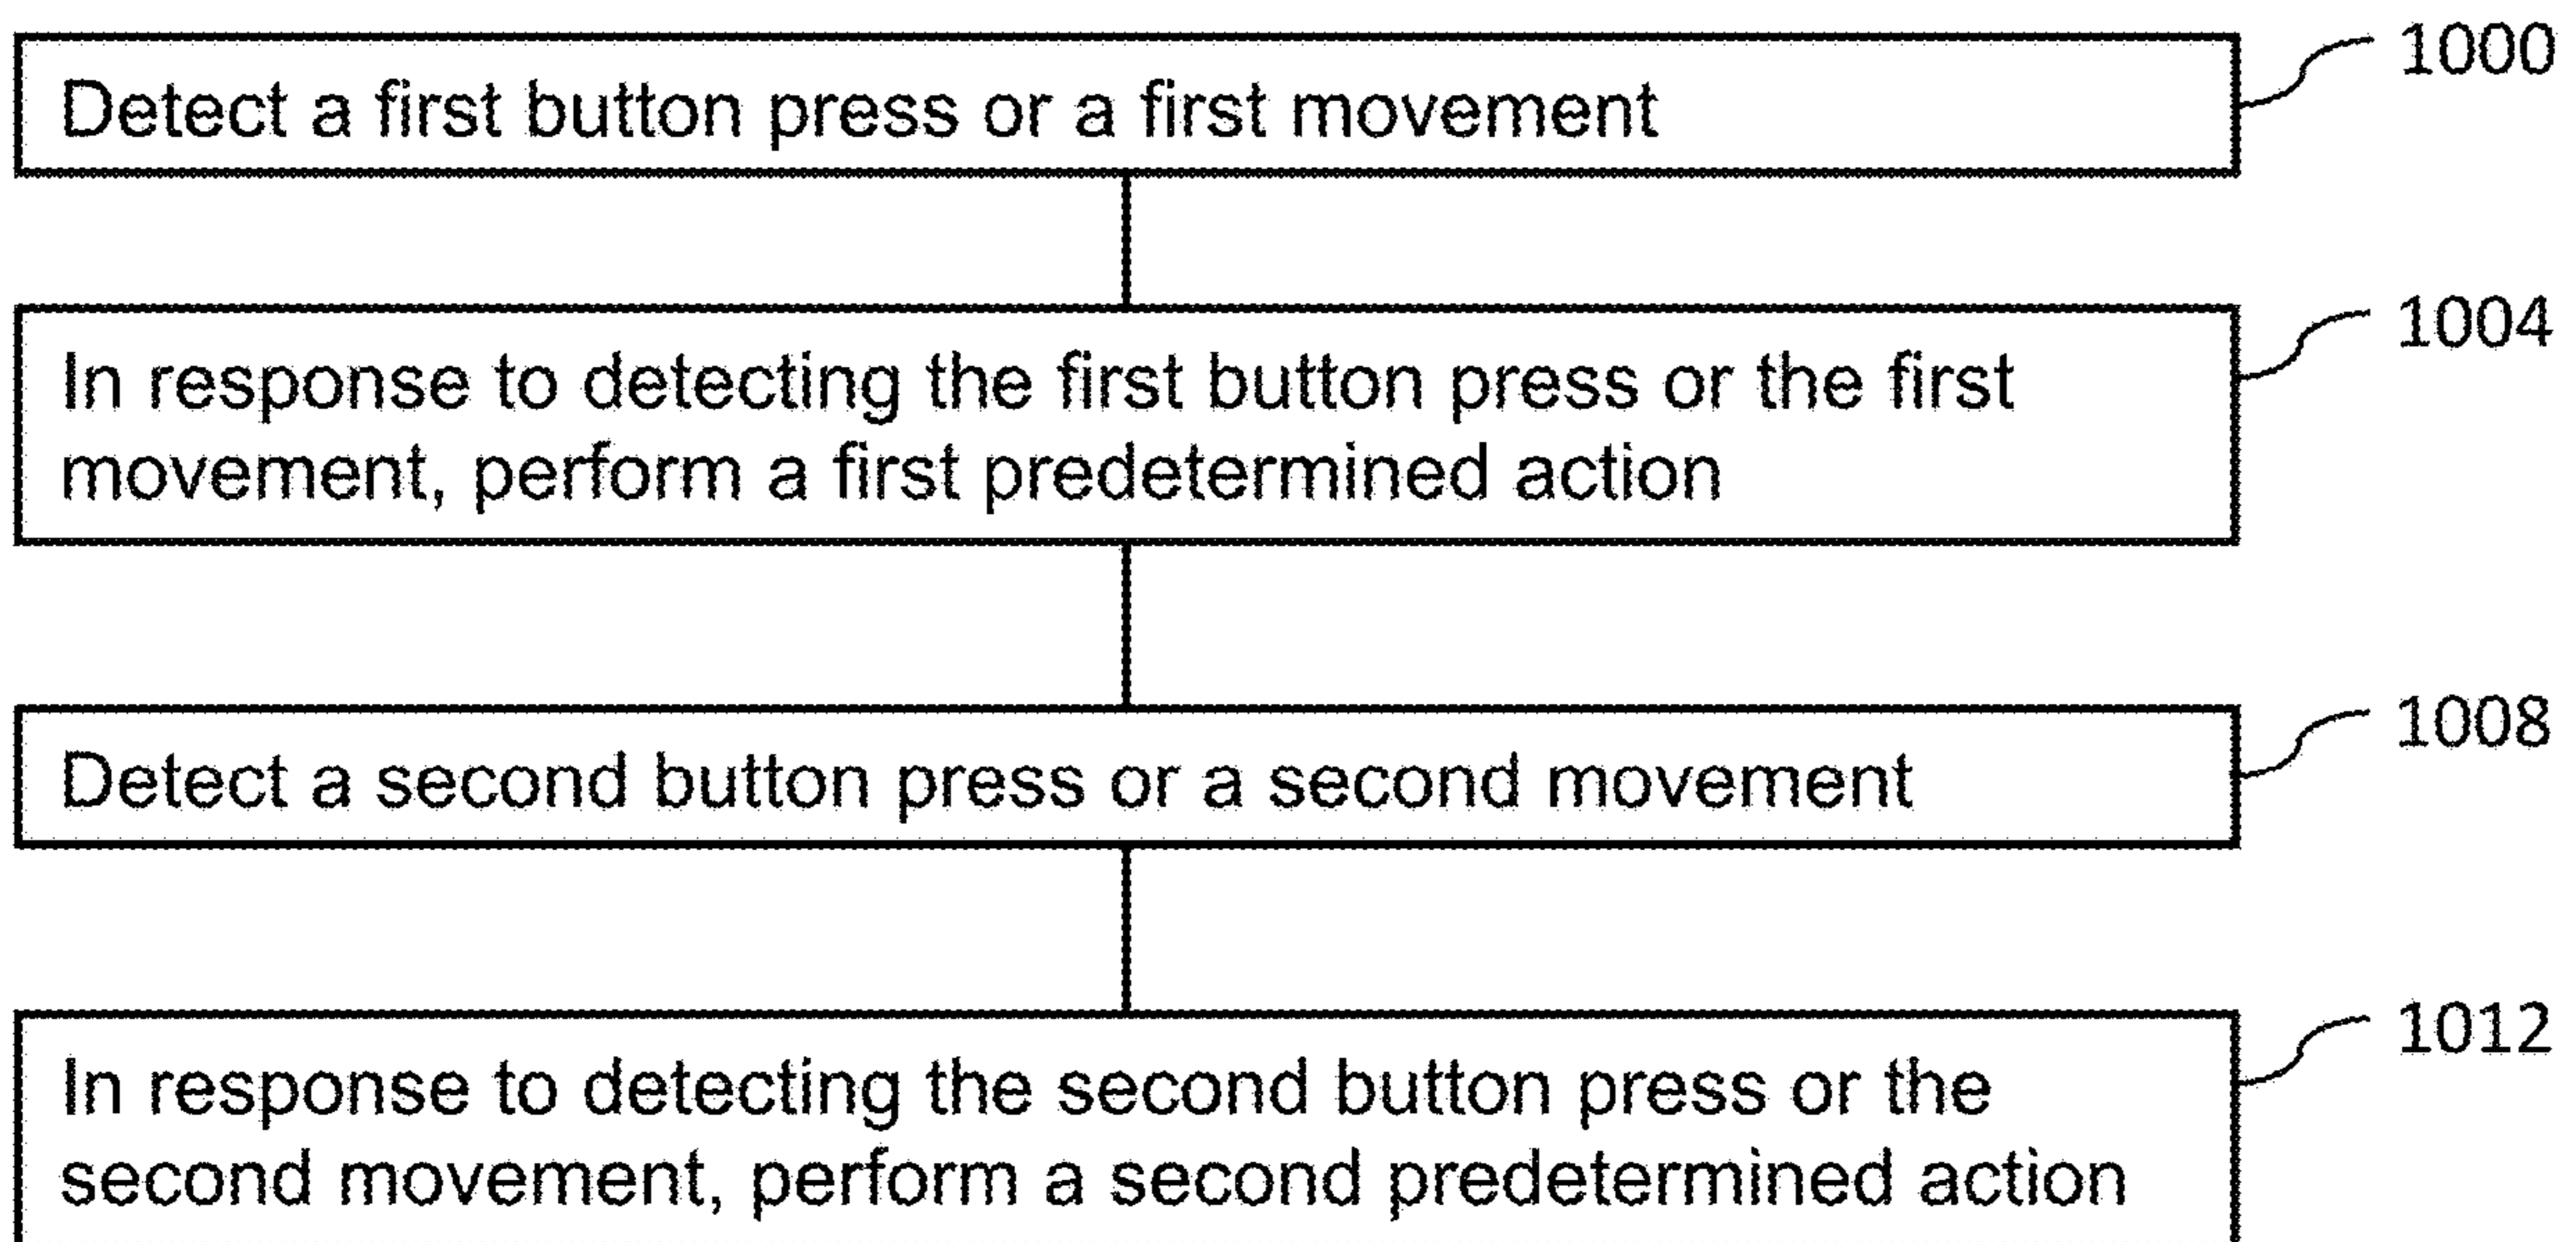 Detect a first button press or a first movement
1000
In response to detecting the first button press or the first
movement, perform a first predetermined action
1004
Detect a second button press or a second movement
1008
In response to detecting the second button press or the
second movement, perform a second predetermined action
1012